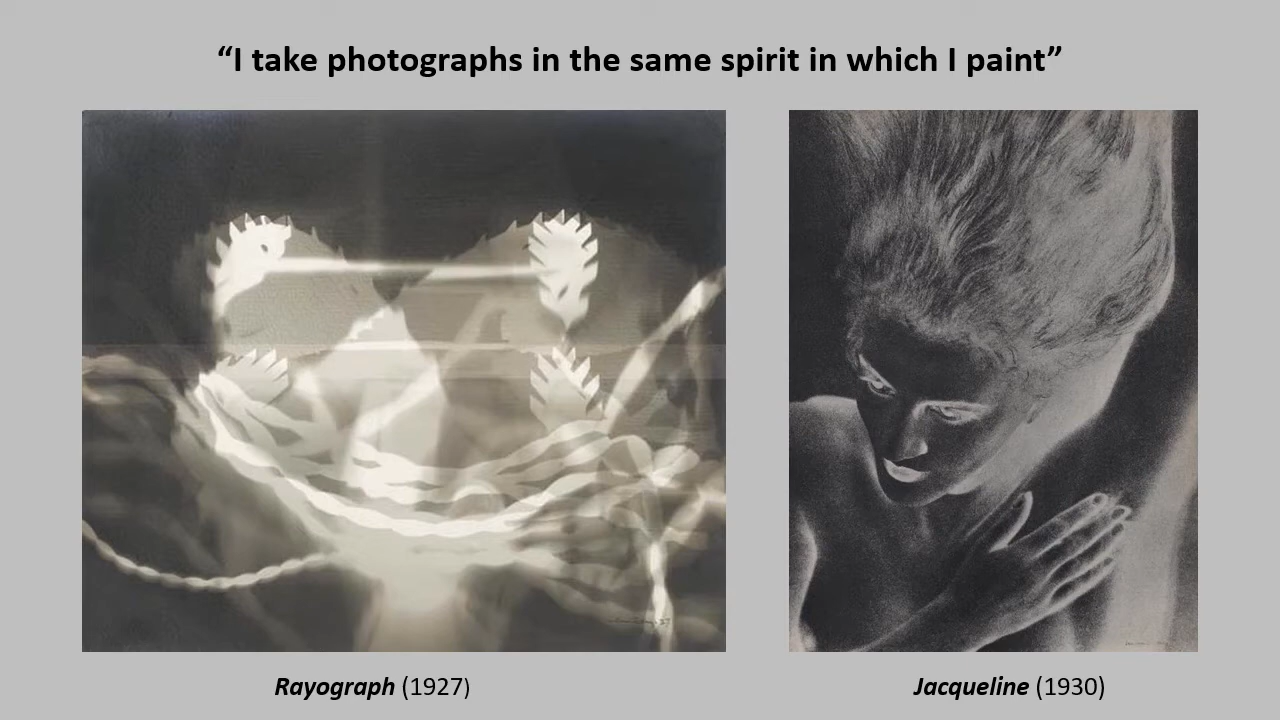 “I take photographs in the same spirit in which I paint”
Rayograph (1927)
Jacqueline (1930)